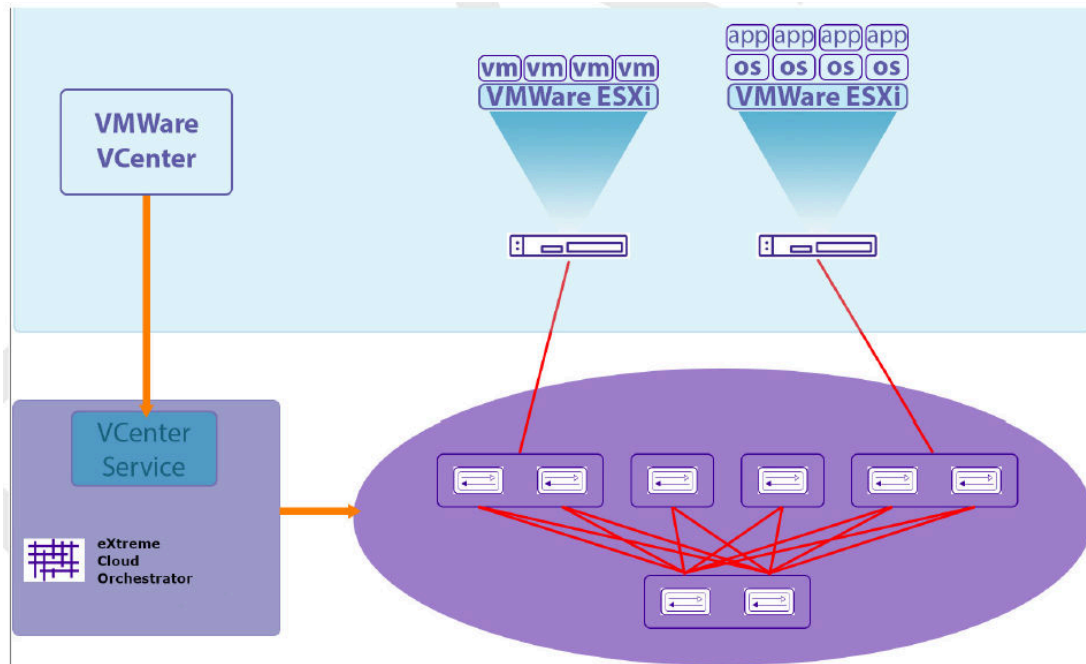 app app app app
vm vm vm vm
os os os os
VMWare ESXi
VMWare ESXi
VMWare
VCenter
VCenter
Service
eXtreme
Cloud
Orchestrator